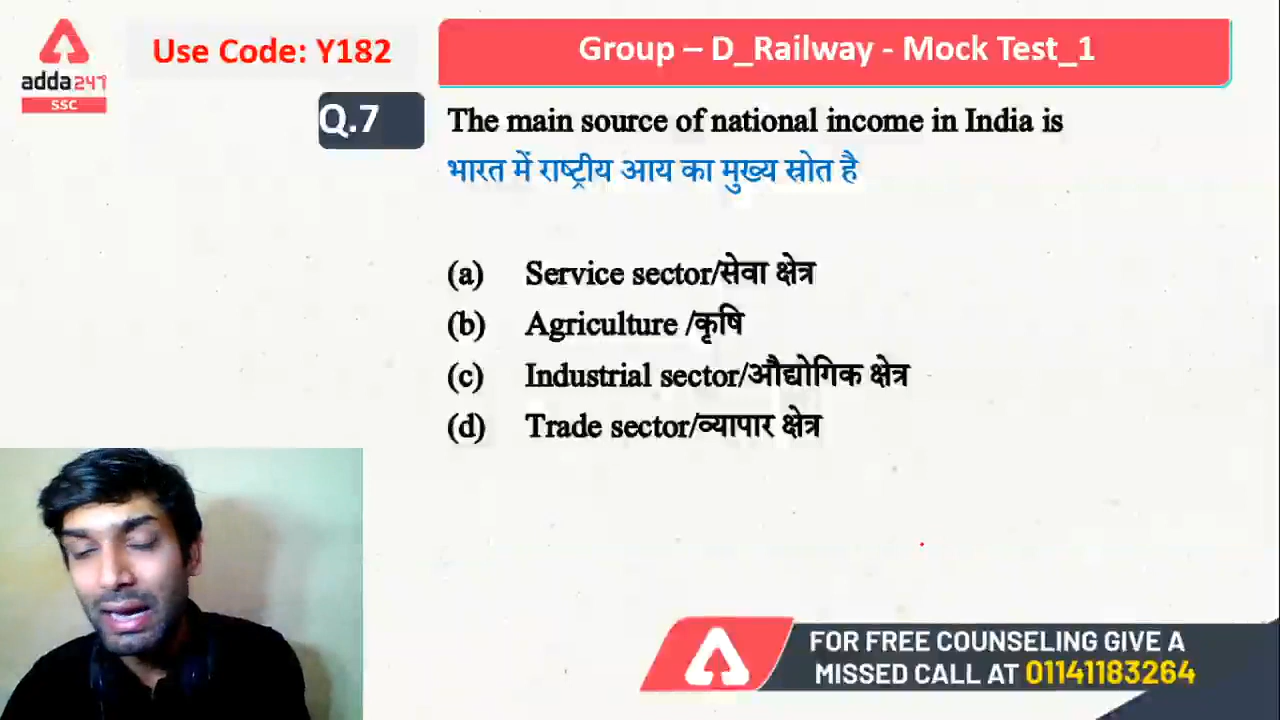 adda247
SSC
Use Code: Y182
Group – D_Railway - Mock Test_1
Q.7
The main source of national income in India is
भारत में राष्ट्रीय आय का मुख्य स्रोत है
(a) Service sector/सेवा क्षेत्र
(b) Agriculture /कृषि
(c) Industrial sector/औद्योगिक क्षेत्र
(d) Trade sector/व्यापार क्षेत्र
FOR FREE COUNSELING GIVE A
MISSED CALL AT 01141183264